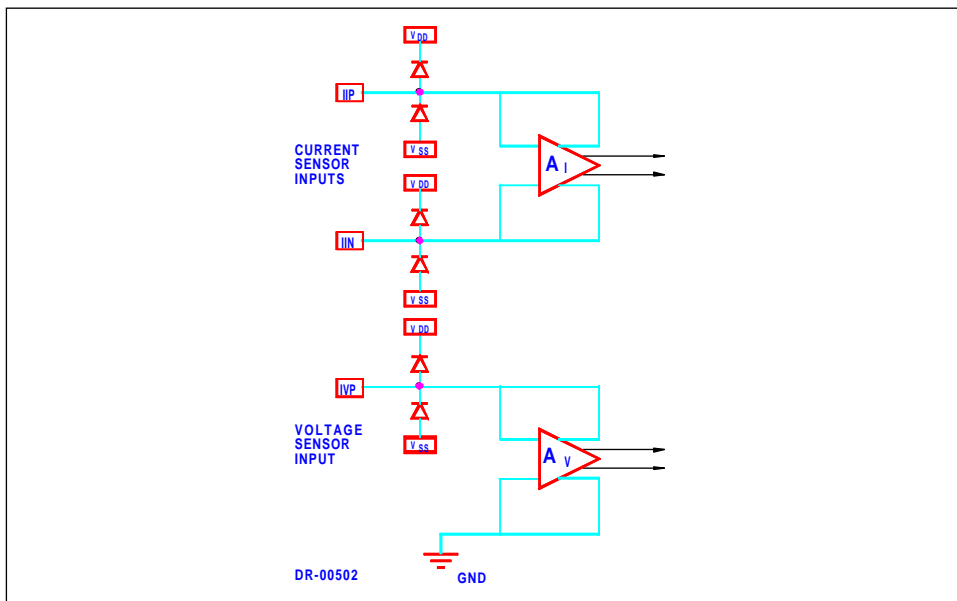 VDD
IIP
VSS
CURRENT
SENSOR
INPUTS
VDD
AI
IIN
VSS
VDD
IVP
VSS
VOLTAGE
SENSOR
INPUT
AV
DR-00502
GND